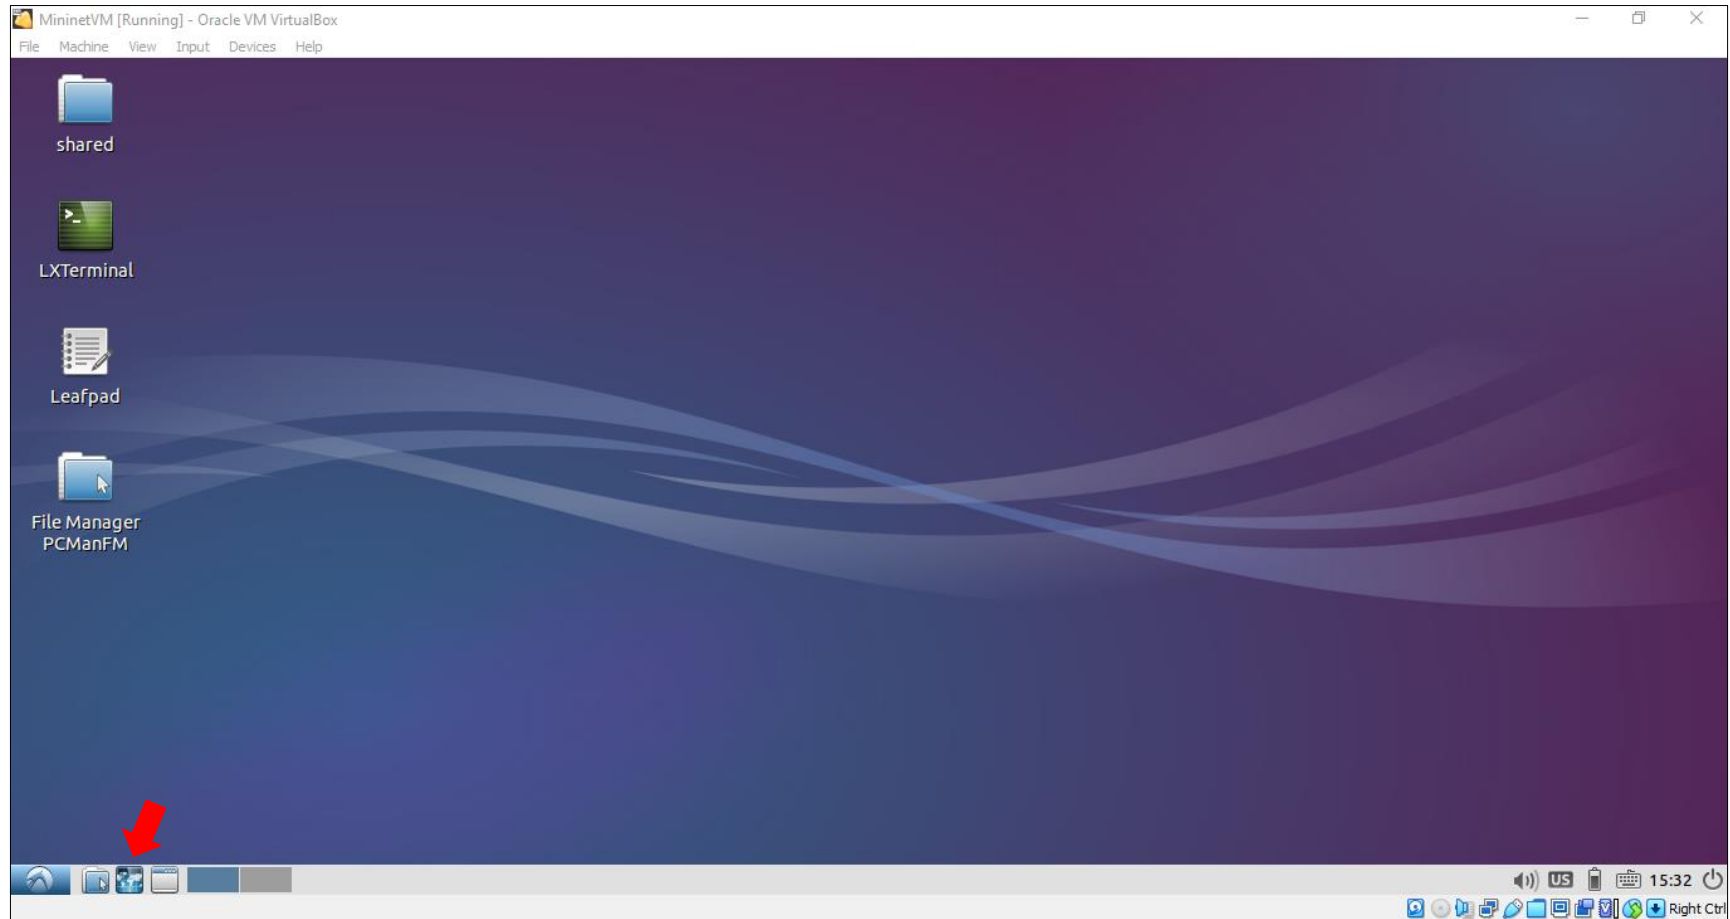 MininetVM [Running] - Oracle VM VirtualBox
File Machine View Input Devices Help
shared
LXTerminal
Leafpad
File Manager
PCManFM
US 15:32
Right Ctrl